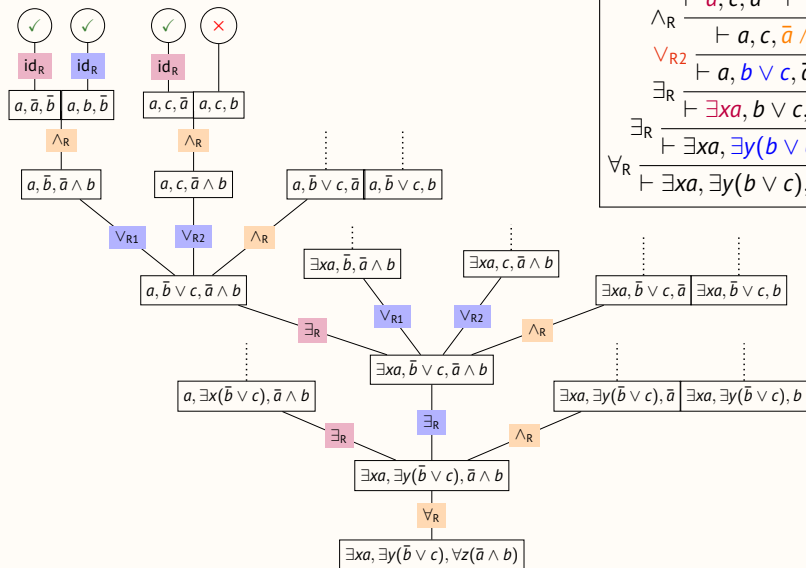 ✓ ✓ ✓ ×
id_R id_R id_R
a, ā, b̄ a, b, b̄ a, c, ā a, c, b
∧_R ∧_R
a, b̄, ā ∧ b a, c, ā ∧ b a, b̄ ∨ c, ā a, b̄ ∨ c, b
∨_R1 ∨_R2 ∧_R
∃xa, b̄, ā ∧ b ∃xa, c, ā ∧ b
a, b̄ ∨ c, ā ∧ b ∃xa, b̄ ∨ c, ā ∃xa, b̄ ∨ c, b
∨_R1 ∨_R2
∃_R ∧_R
∃xa, b̄ ∨ c, ā ∧ b
a, ∃x(b̄ ∨ c), ā ∧ b ∃xa, ∃y(b̄ ∨ c), ā ∃xa, ∃y(b̄ ∨ c), b
∃_R ∃_R ∧_R
∃xa, ∃y(b̄ ∨ c), ā ∧ b
∀_R
∃xa, ∃y(b̄ ∨ c), ∀z(ā ∧ b)
∧_R
⊢ a, c, ā ∧
∨_R2
⊢ a, b ∨ c, ā
∃_R
⊢ ∃xa, b ∨ c,
∃_R
⊢ ∃xa, ∃y(b ∨
∀_R
⊢ ∃xa, ∃y(b ∨ c),